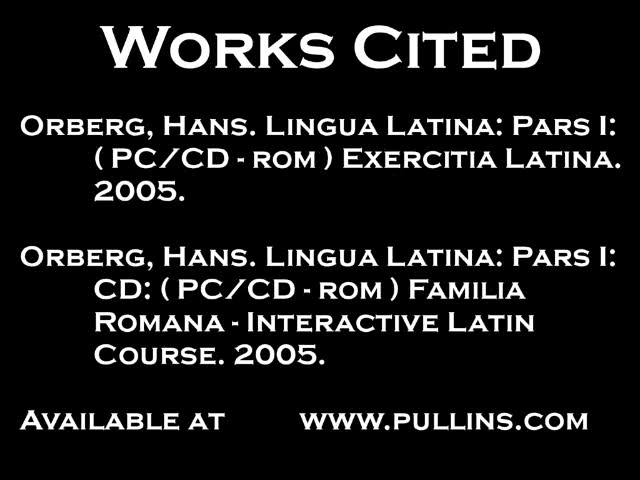 Works Cited
Orberg, Hans. Lingua Latina: Pars I:
( PC/CD - rom ) Exercitia Latina.
2005.
Orberg, Hans. Lingua Latina: Pars I:
CD: ( PC/CD - rom ) Familia
Romana - Interactive Latin
Course. 2005.
Available at www.pullins.com